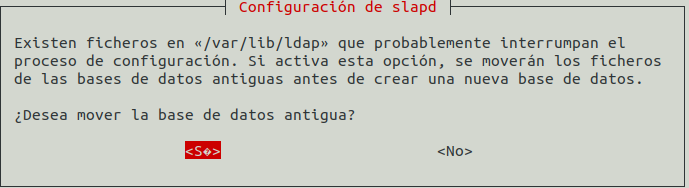 Configuración de slapd
Existen ficheros en «/var/lib/ldap» que probablemente interrumpan el
proceso de configuración. Si activa esta opción, se moverán los ficheros
de las bases de datos antiguas antes de crear una nueva base de datos.
¿Desea mover la base de datos antigua?
<S�> <No>